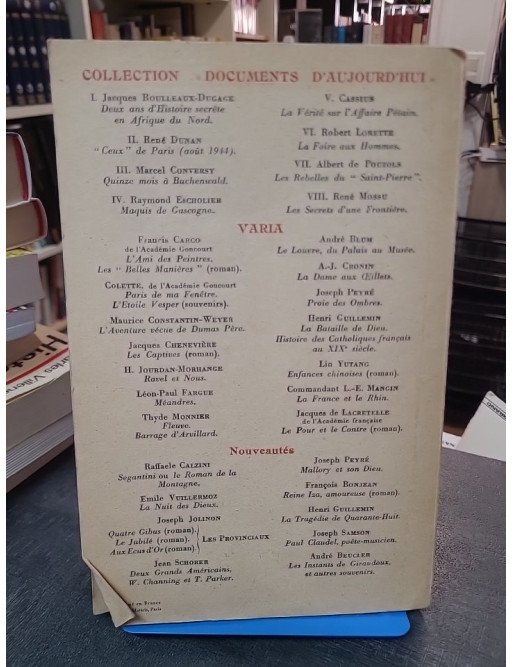 COLLECTION « DOCUMENTS D'AUJOURD'HUI »
I. Jacques BOULLEAUX-DUGAGE
Deux ans d'Histoire secrète
en Afrique du Nord.
II. René DUNAN
"Ceux" de Paris (août 1944).
III. Marcel CONVERSY
Quinze mois à Buchenwald.
IV. Raymond ESCHOLIER
Maquis de Gascogne.
V. CASSIUS
La Vérité sur l'Affaire Pétain.
VI. Robert LORETTE
La Foire aux Hommes.
VII. Albert de POUZOLS
Les Rebelles du "Saint-Pierre".
VIII. René MOSSU
Les Secrets d'une Frontière.
VARIA
Francis CARCO
de l'Académie Goncourt
L'Ami des Peintres.
Les "Belles Manières" (roman).
COLETTE, de l'Académie Goncourt
Paris de ma Fenêtre.
L'Etoile Vesper (souvenirs).
Maurice CONSTANTIN-WEYER
L'Aventure vécue de Dumas Père.
Jacques CHENEVIÈRE
Les Captives (roman).
H. JOURDAN-MORHANGE
Ravel et Nous.
Léon-Paul FARGUE
Méandres.
Thyde MONNIER
Fleuve.
Barrage d'Arvillard.
André BLUM
Le Louvre, du Palais au Musée.
A.-J. CRONIN
La Dame aux Œillets.
Joseph PEYRÉ
Proie des Ombres.
Henri GUILLEMIN
La Bataille de Dieu.
Histoire des Catholiques français
au XIXe siècle.
Lin YUTANG
Enfances chinoises (roman).
Commandant L.-E. MANGIN
La France et le Rhin.
Jacques de LACRETELLE
de l'Académie française
Le Pour et le Contre (roman).
Nouveautés
Raffaele CALZINI
Segantini ou le Roman de la
Montagne.
Emile VUILLERMOZ
La Nuit des Dieux.
Joseph JOLINON
Quatre Gibus (roman).
Le Jubilé (roman).
Aux Ecus d'Or (roman).
LES PROVINCIAUX
Jean SCHORER
Deux Grands Américains,
W. Channing et T. Parker.
Joseph PEYRÉ
Mallory et son Dieu.
François BONJEAN
Reine Iza, amoureuse (roman).
Henri GUILLEMIN
La Tragédie de Quarante-Huit.
Joseph SAMSON
Paul Claudel, poète-musicien.
André BEUCLER
Les Instants de Giraudoux,
et autres souvenirs.
en France
Paris